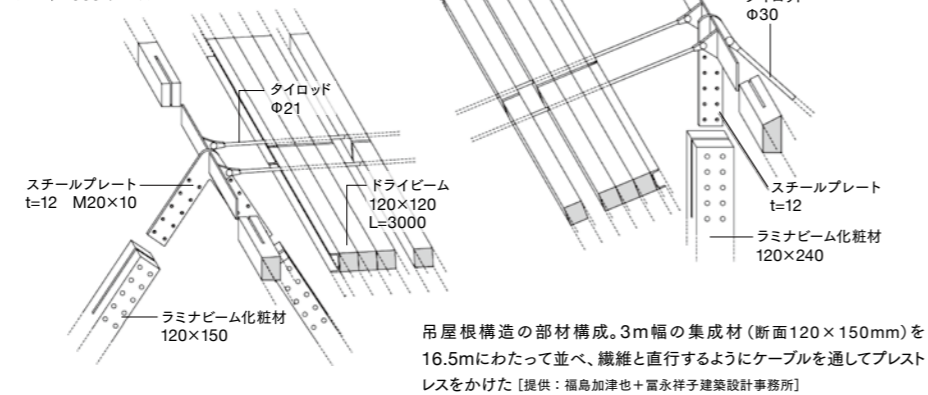 タイロッド
Φ21
スチールプレート
t=12　M20×10
ドライビーム
120×120
L=3000
ラミナビーム化粧材
120×150
Φ30
スチールプレート
t=12
ラミナビーム化粧材
120×240
吊屋根構造の部材構成。3m幅の集成材（断面120×150mm）を
16.5mにわたって並べ、繊維と直行するようにケーブルを通してプレスト
レスをかけた［提供：福島加津也＋冨永祥子建築設計事務所］